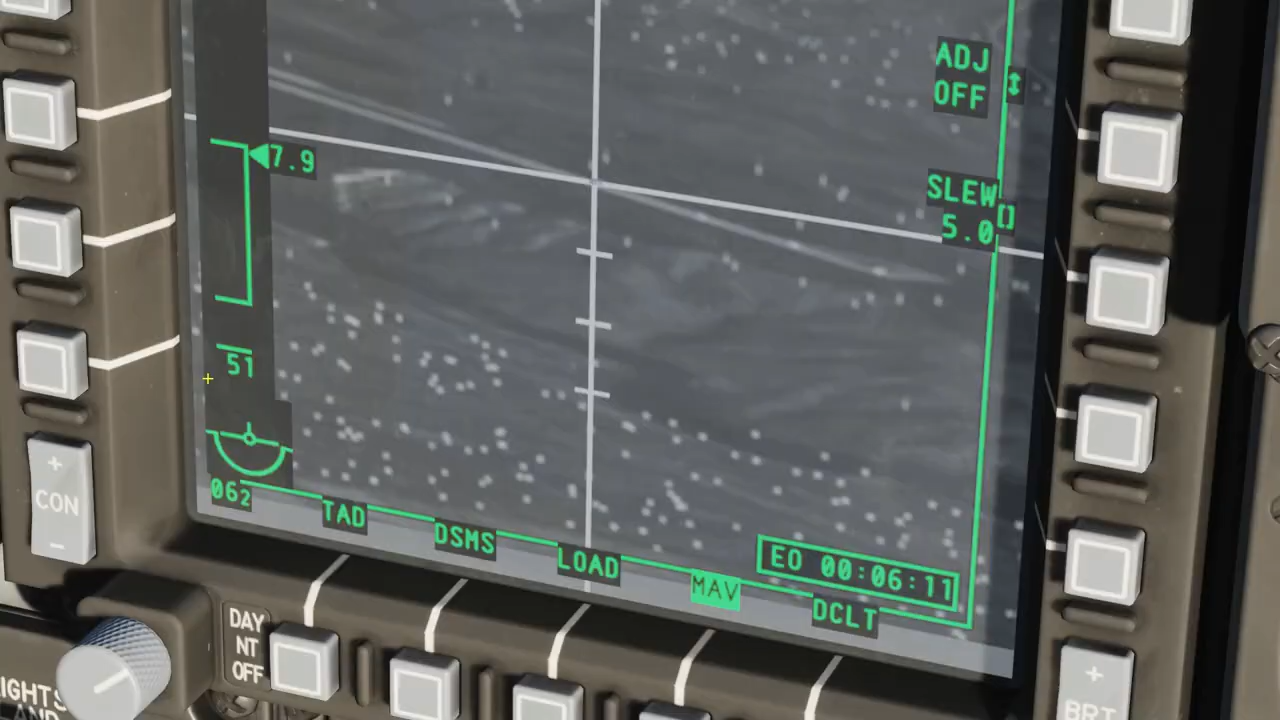 ADJ
OFF
7.9
SLEW
5.0
51
062
TAD
DSMS
LOAD
MAV
EO 00:06:11
DCLT
CON
DAY
NT
OFF
BRT